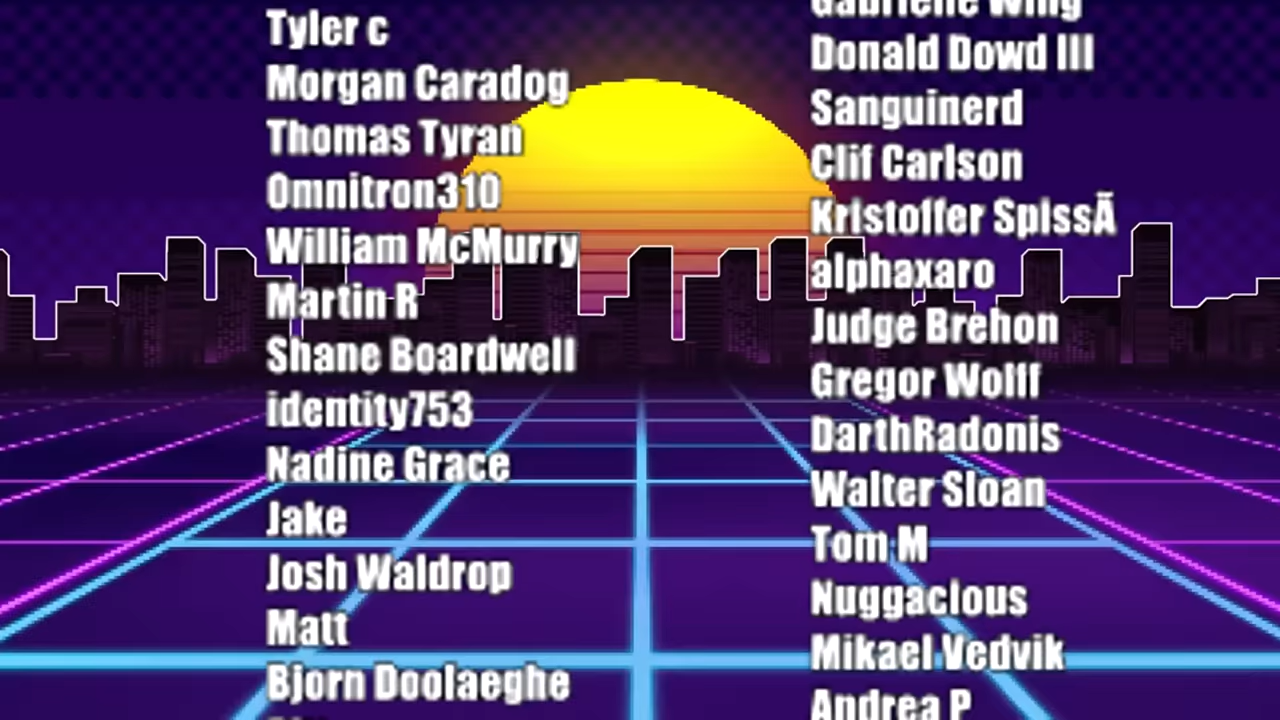 Tyler c
Morgan Caradog
Thomas Tyran
Omnitron310
William McMurry
Martin R
Shane Boardwell
identity753
Nadine Grace
Jake
Josh Waldrop
Matt
Bjorn Doolaeghe
Gabrielle Wing
Donald Dowd III
Sanguinerd
Clif Carlson
Kristoffer SpissÃ
alphaxaro
Judge Brehon
Gregor Wolff
DarthRadonis
Walter Sloan
Tom M
Nuggacious
Mikael Vedvik
Andrea P